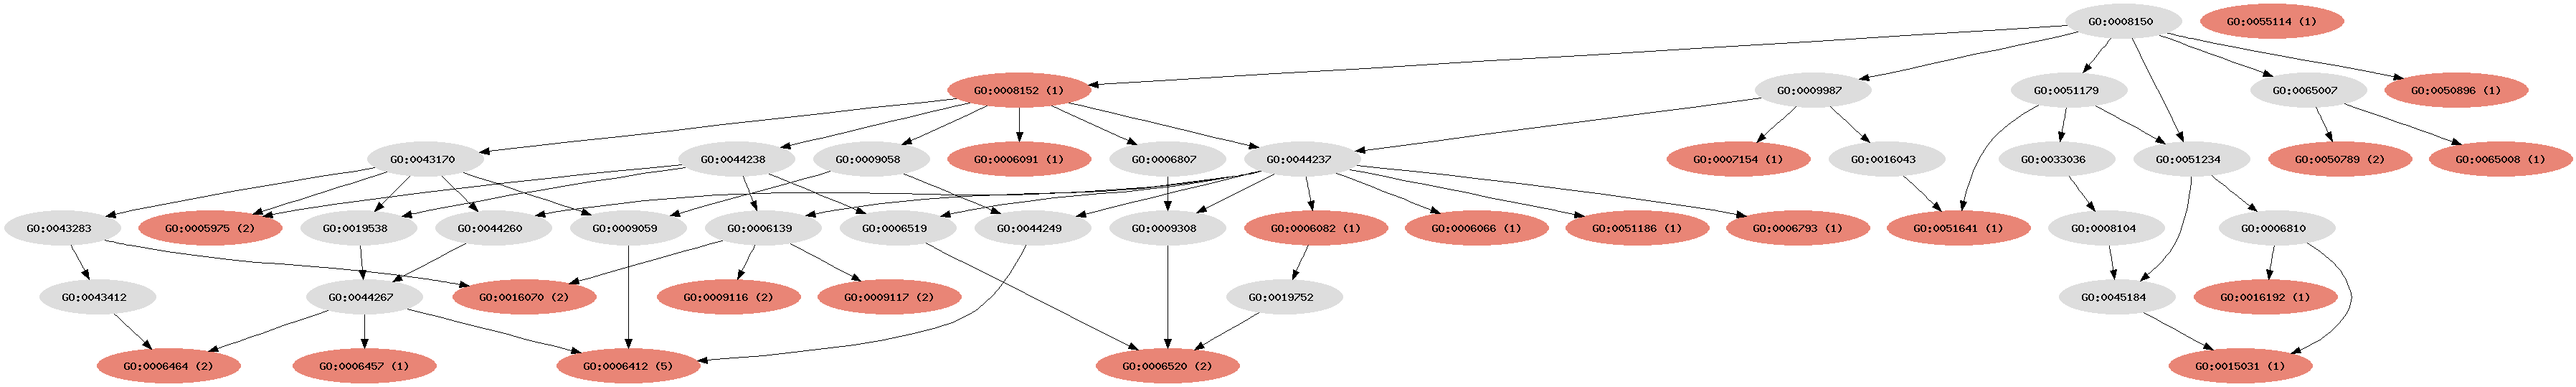 GO:0008150
GO:0055114 (1)
GO:0008152 (1)
GO:0009987
GO:0051179
GO:0065007
GO:0050896 (1)
GO:0043170
GO:0044238
GO:0009058
GO:0006091 (1)
GO:0006807
GO:0044237
GO:0007154 (1)
GO:0016043
GO:0033036
GO:0051234
GO:0050789 (2)
GO:0065008 (1)
GO:0043283
GO:0005975 (2)
GO:0019538
GO:0044260
GO:0009059
GO:0006139
GO:0006519
GO:0044249
GO:0009308
GO:0006082 (1)
GO:0006066 (1)
GO:0051186 (1)
GO:0006793 (1)
GO:0051641 (1)
GO:0008104
GO:0006810
GO:0043412
GO:0044267
GO:0016070 (2)
GO:0009116 (2)
GO:0009117 (2)
GO:0019752
GO:0045184
GO:0016192 (1)
GO:0006464 (2)
GO:0006457 (1)
GO:0006412 (5)
GO:0006520 (2)
GO:0015031 (1)